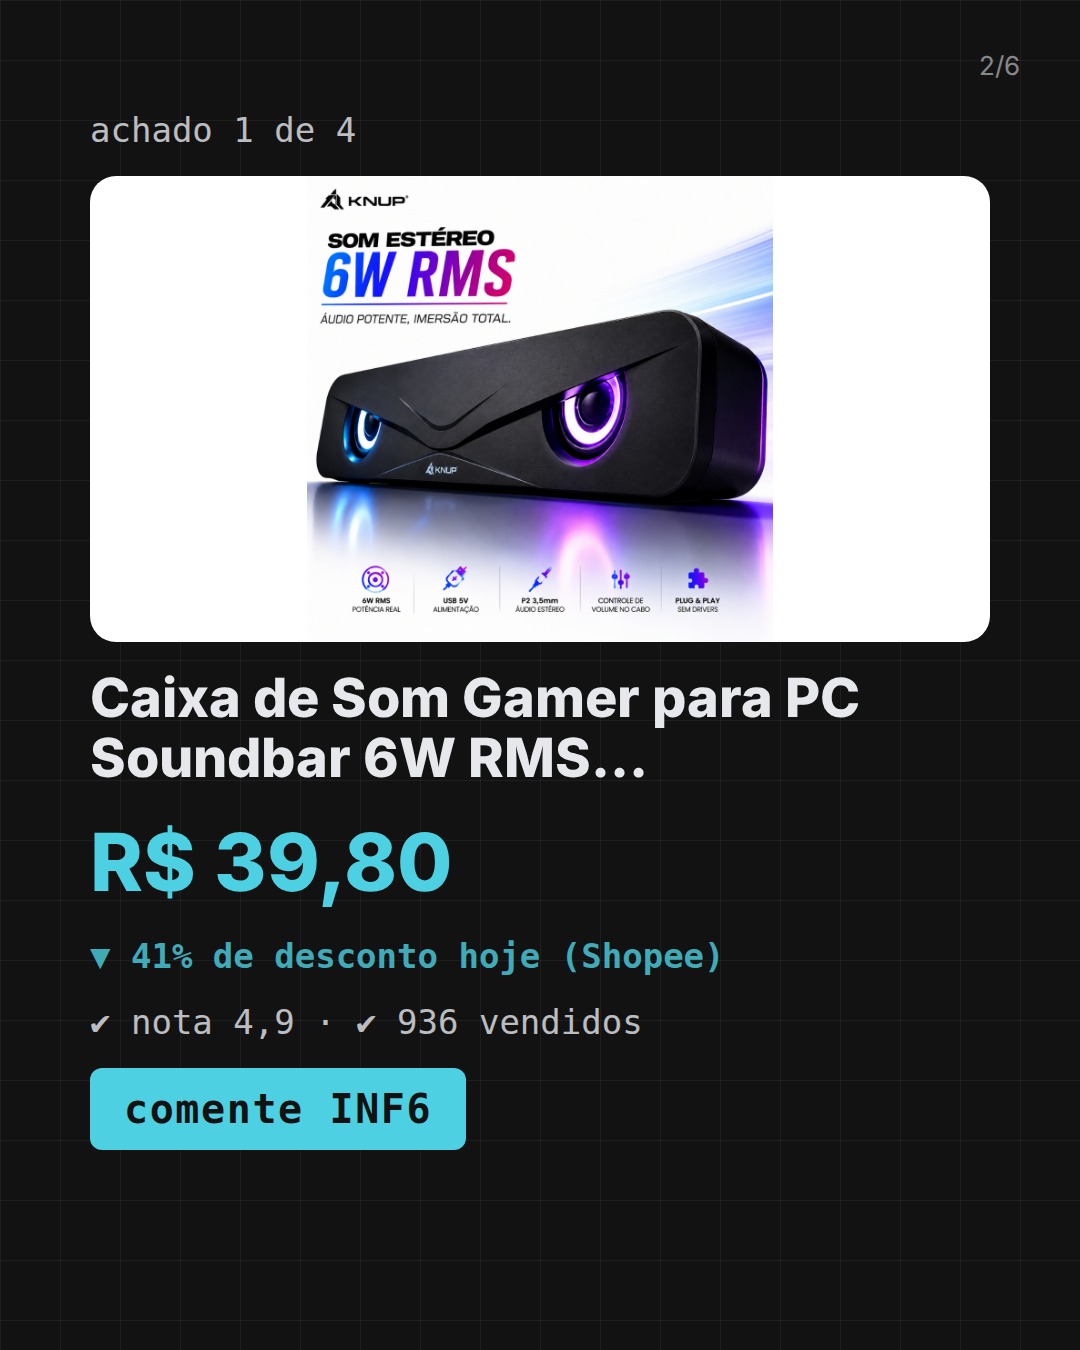 2/6
achado 1 de 4
KNUP
SOM ESTÉREO
6W RMS
ÁUDIO POTENTE, IMERSÃO TOTAL.
KNUP
6W RMS
POTÊNCIA REAL
USB 5V
ALIMENTAÇÃO
P2 3,5mm
ÁUDIO ESTÉREO
CONTROLE DE
VOLUME NO CABO
PLUG & PLAY
SEM DRIVERS
Caixa de Som Gamer para PC
Soundbar 6W RMS...
R$ 39,80
▼ 41% de desconto hoje (Shopee)
✔ nota 4,9 · ✔ 936 vendidos
comente INF6